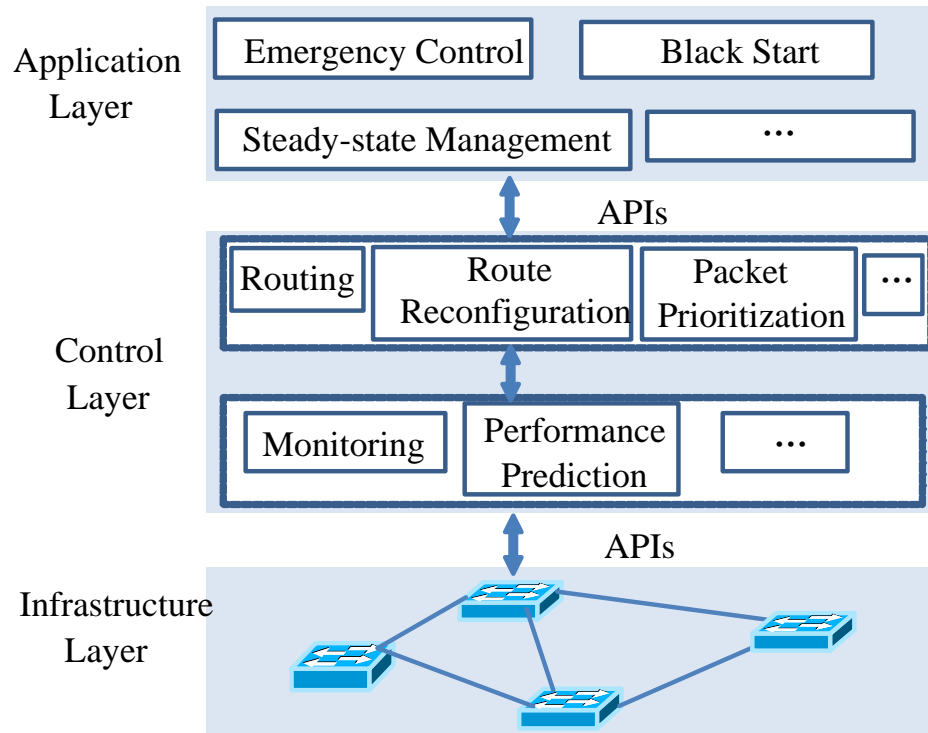 Application
Layer
Emergency Control
Black Start
Steady-state Management
...
APIs
Control
Layer
Routing
Route
Reconfiguration
Packet
Prioritization
...
Monitoring
Performance
Prediction
...
APIs
Infrastructure
Layer